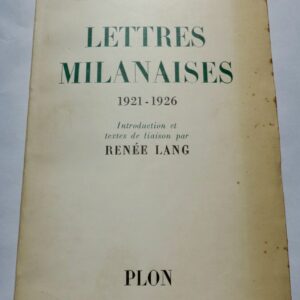 LETTRES
MILANAISES
1921-1926
Introduction et
textes de liaison par
RENÉE LANG
PLON